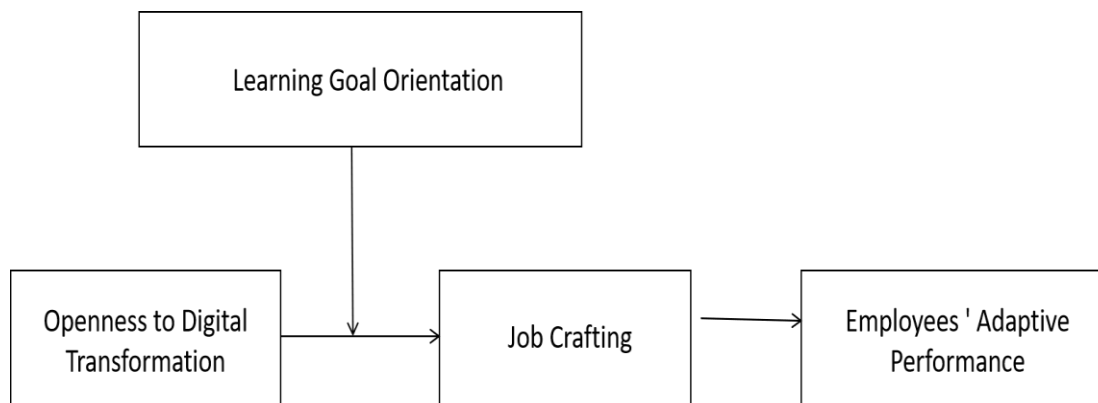 Learning Goal Orientation
Openness to Digital
Transformation
Job Crafting
Employees ' Adaptive
Performance